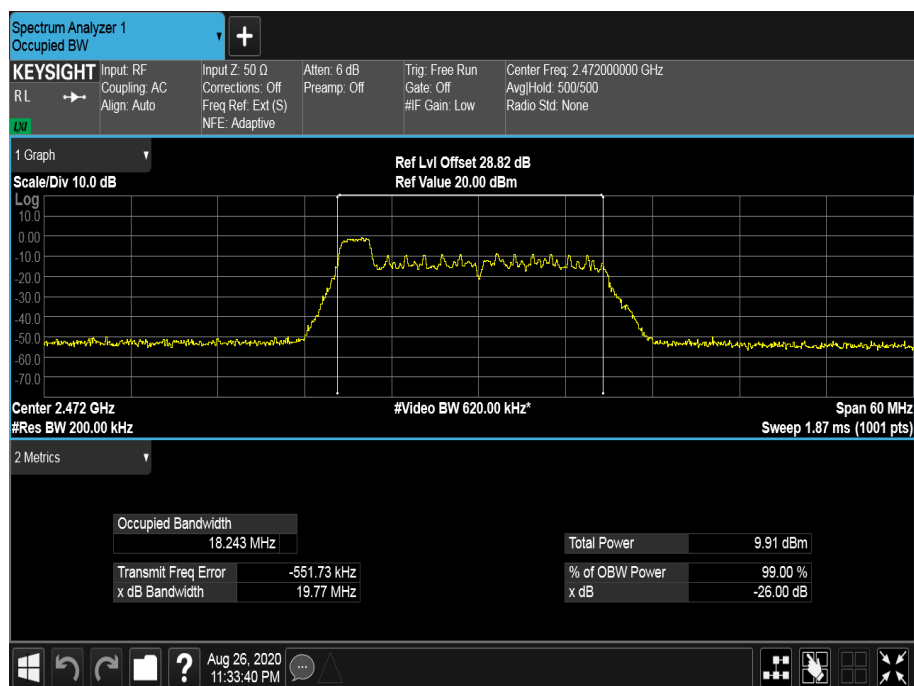 Spectrum Analyzer 1
Occupied BW
+
KEYSIGHT
RL
LXI
Input: RF
Coupling: AC
Align: Auto
Input Z: 50 Ω
Corrections: Off
Freq Ref: Ext (S)
NFE: Adaptive
Atten: 6 dB
Preamp: Off
Trig: Free Run
Gate: Off
#IF Gain: Low
Center Freq: 2.472000000 GHz
Avg|Hold: 500/500
Radio Std: None
1 Graph
Scale/Div 10.0 dB
Ref Lvl Offset 28.82 dB
Ref Value 20.00 dBm
Log
10.0
0.00
-10.0
-20.0
-30.0
-40.0
-50.0
-60.0
-70.0
Center 2.472 GHz
#Res BW 200.00 kHz
#Video BW 620.00 kHz*
Span 60 MHz
Sweep 1.87 ms (1001 pts)
2 Metrics
Occupied Bandwidth
18.243 MHz
Transmit Freq Error -551.73 kHz
x dB Bandwidth 19.77 MHz
Total Power 9.91 dBm
% of OBW Power 99.00 %
x dB -26.00 dB
?
Aug 26, 2020
11:33:40 PM
...